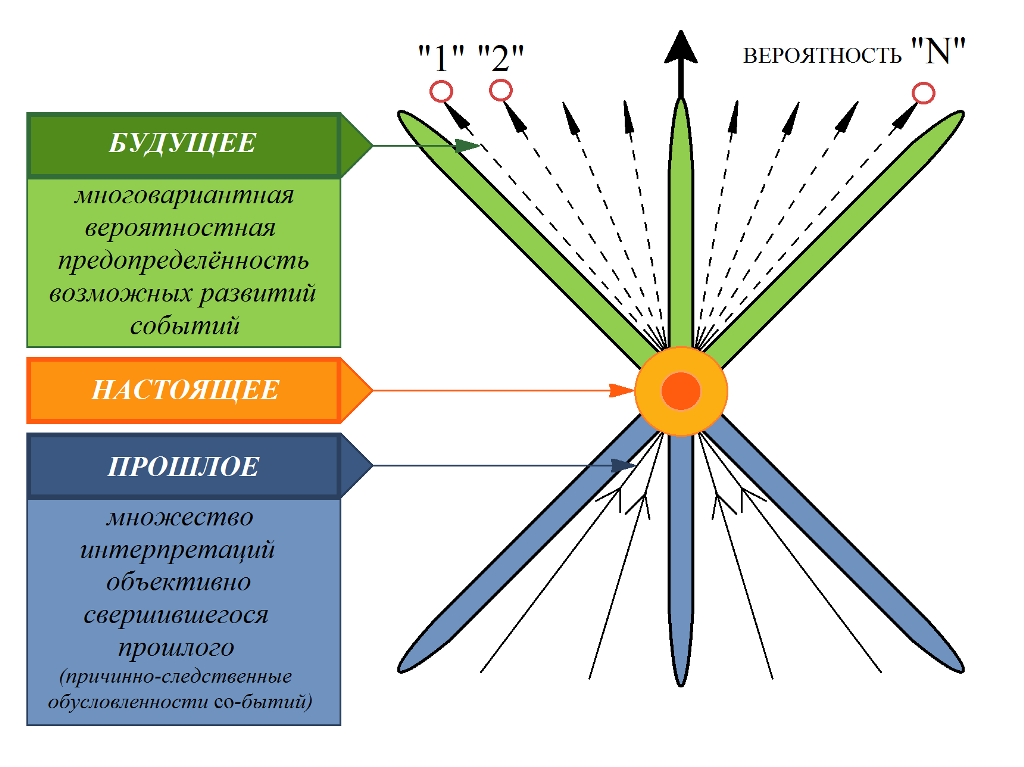 "1" "2"
ВЕРОЯТНОСТЬ "N"
БУДУЩЕЕ
многовариантная
вероятностная
предопределённость
возможных развитий
событий
НАСТОЯЩЕЕ
ПРОШЛОЕ
множество
интерпретаций
объективно
свершившегося
прошлого
(причинно-следственные
обусловленности со-бытий)